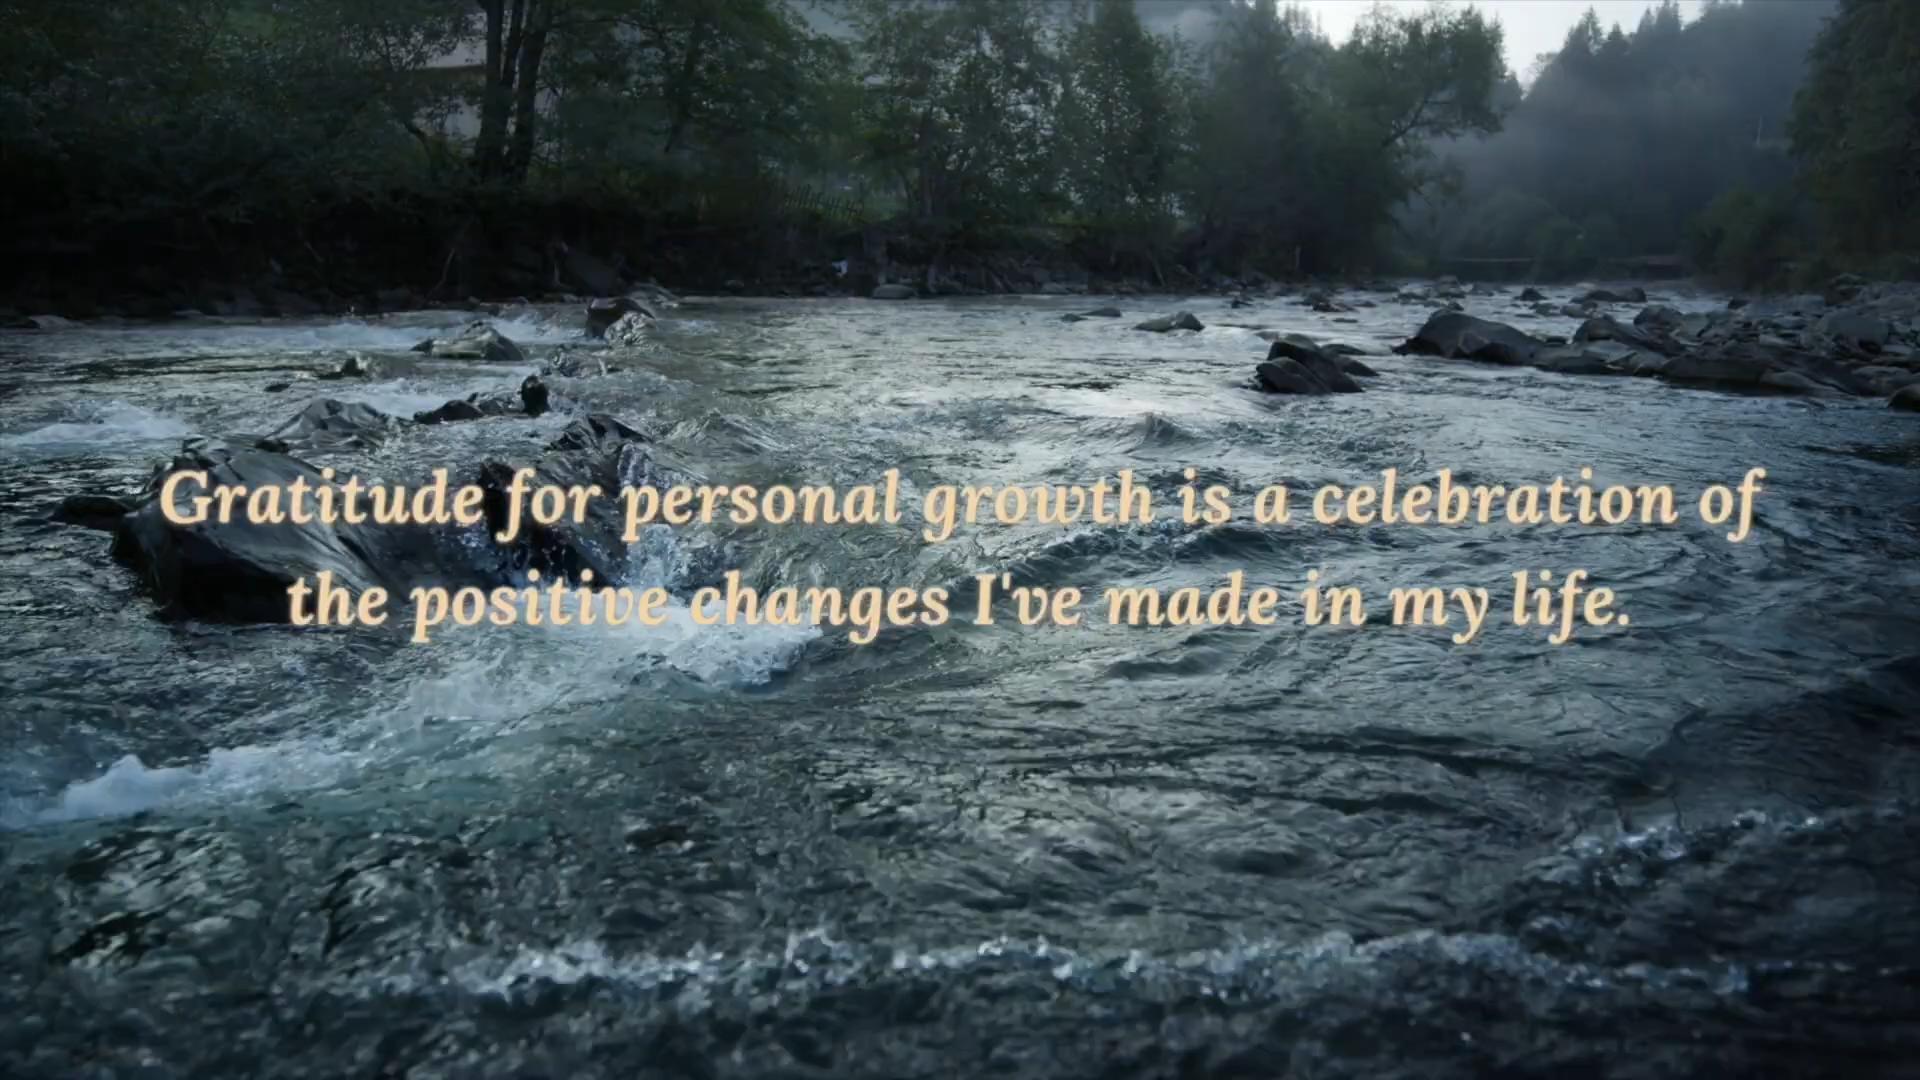 Gratitude for personal growth is a celebration of
the positive changes I've made in my life.